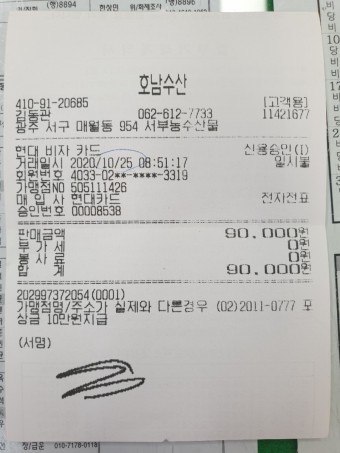 호남수산
410-91-20685 [고객용]
김동관 062-612-7733 11421677
광주 서구 매월동 954 서부농수산물
현대 비자 카드 신용승인(I)
거래일시 2020/10/25 08:51:17 일시불
회원번호 4033-02**-****-3319
가맹점NO 505111426
매 입 사 현대카드 전자전표
승인번호 00008538
판매금액 90,000원
부 가 세 0원
봉 사 료 0원
합 계 90,000원
202997372054(0001)
가맹점명/주소가 실제와 다른경우 (02)2011-0777 포
상금 10만원지급
(서명)